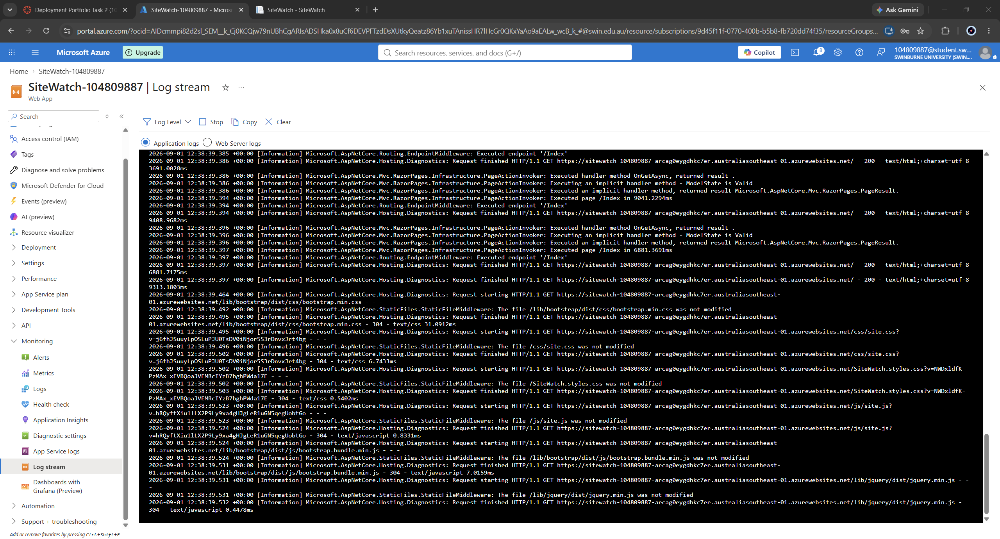 Deployment Portfolio Task 2 (10
SiteWatch-104809887 - Micros
SiteWatch - SiteWatch
Ask Gemini
portal.azure.com/?ocid=AIDcmmpi82d2sl_SEM__k_Cj0KCQjw79nUBhCgARIsADSHka0x8uCf6DEVPFTzdDsXUtkyQeatz86Yb1xuTAnissHR7lHcGr0QKxYaAo9aEALw_wcB_k_#@swin.edu.au/resource/subscriptions/9d45f11f-0770-400b-b5b8-fb720dd74f35/resourceGroups...
Microsoft Azure
Upgrade
Search resources, services, and docs (G+/)
Copilot
8
104809887@student.sw...
SWINBURNE UNIVERSITY (SWIN....
Home > SiteWatch-104809887
SiteWatch-104809887 | Log stream
Web App
Search
Access control (IAM)
Tags
Diagnose and solve problems
Microsoft Defender for Cloud
Events (preview)
AI (preview)
Resource visualizer
Deployment
Settings
Performance
App Service plan
Development Tools
API
Monitoring
Alerts
Metrics
Logs
Health check
Application Insights
Diagnostic settings
App Service logs
Log stream
Dashboards with
Grafana (Preview)
Automation
Support + troubleshooting
Add or remove favorites by pressing Ctrl+Shift+F
Log Level
Stop
Copy
Clear
Application logs
Web Server logs
2026-09-01 12:38:39.385 +00:00 [Information] Microsoft.AspNetCore.Routing.EndpointMiddleware: Executed endpoint '/Index'
2026-09-01 12:38:39.386 +00:00 [Information] Microsoft.AspNetCore.Hosting.Diagnostics: Request finished HTTP/1.1 GET https://sitewatch-104809887-arcag0eygdhkc7er.australiasoutheast-01.azurewebsites.net/ - 200 - text/html;+charset=utf-8
3691.0028ms
2026-09-01 12:38:39.386 +00:00 [Information] Microsoft.AspNetCore.Mvc.RazorPages.Infrastructure.PageActionInvoker: Executed handler method OnGetAsync, returned result .
2026-09-01 12:38:39.386 +00:00 [Information] Microsoft.AspNetCore.Mvc.RazorPages.Infrastructure.PageActionInvoker: Executing an implicit handler method - ModelState is Valid
2026-09-01 12:38:39.386 +00:00 [Information] Microsoft.AspNetCore.Mvc.RazorPages.Infrastructure.PageActionInvoker: Executed an implicit handler method, returned result Microsoft.AspNetCore.Mvc.RazorPages.PageResult.
2026-09-01 12:38:39.394 +00:00 [Information] Microsoft.AspNetCore.Mvc.RazorPages.Infrastructure.PageActionInvoker: Executed page /Index in 9041.2294ms
2026-09-01 12:38:39.394 +00:00 [Information] Microsoft.AspNetCore.Routing.EndpointMiddleware: Executed endpoint '/Index'
2026-09-01 12:38:39.394 +00:00 [Information] Microsoft.AspNetCore.Hosting.Diagnostics: Request finished HTTP/1.1 GET https://sitewatch-104809887-arcag0eygdhkc7er.australiasoutheast-01.azurewebsites.net/ - 200 - text/html;+charset=utf-8
9408.9682ms
2026-09-01 12:38:39.396 +00:00 [Information] Microsoft.AspNetCore.Mvc.RazorPages.Infrastructure.PageActionInvoker: Executed handler method OnGetAsync, returned result .
2026-09-01 12:38:39.396 +00:00 [Information] Microsoft.AspNetCore.Mvc.RazorPages.Infrastructure.PageActionInvoker: Executing an implicit handler method - ModelState is Valid
2026-09-01 12:38:39.396 +00:00 [Information] Microsoft.AspNetCore.Mvc.RazorPages.Infrastructure.PageActionInvoker: Executed an implicit handler method, returned result Microsoft.AspNetCore.Mvc.RazorPages.PageResult.
2026-09-01 12:38:39.397 +00:00 [Information] Microsoft.AspNetCore.Mvc.RazorPages.Infrastructure.PageActionInvoker: Executed page /Index in 6881.3691ms
2026-09-01 12:38:39.397 +00:00 [Information] Microsoft.AspNetCore.Routing.EndpointMiddleware: Executed endpoint '/Index'
2026-09-01 12:38:39.397 +00:00 [Information] Microsoft.AspNetCore.Hosting.Diagnostics: Request finished HTTP/1.1 GET https://sitewatch-104809887-arcag0eygdhkc7er.australiasoutheast-01.azurewebsites.net/ - 200 - text/html;+charset=utf-8
6881.7175ms
2026-09-01 12:38:39.397 +00:00 [Information] Microsoft.AspNetCore.Hosting.Diagnostics: Request finished HTTP/1.1 GET https://sitewatch-104809887-arcag0eygdhkc7er.australiasoutheast-01.azurewebsites.net/ - 200 - text/html;+charset=utf-8
9313.1803ms
2026-09-01 12:38:39.464 +00:00 [Information] Microsoft.AspNetCore.Hosting.Diagnostics: Request starting HTTP/1.1 GET https://sitewatch-104809887-arcag0eygdhkc7er.australiasoutheast-
01.azurewebsites.net/lib/bootstrap/dist/css/bootstrap.min.css - - -
2026-09-01 12:38:39.492 +00:00 [Information] Microsoft.AspNetCore.StaticFiles.StaticFileMiddleware: The file /lib/bootstrap/dist/css/bootstrap.min.css was not modified
2026-09-01 12:38:39.495 +00:00 [Information] Microsoft.AspNetCore.Hosting.Diagnostics: Request finished HTTP/1.1 GET https://sitewatch-104809887-arcag0eygdhkc7er.australiasoutheast-
01.azurewebsites.net/lib/bootstrap/dist/css/bootstrap.min.css - 304 - text/css 31.0912ms
2026-09-01 12:38:39.495 +00:00 [Information] Microsoft.AspNetCore.Hosting.Diagnostics: Request starting HTTP/1.1 GET https://sitewatch-104809887-arcag0eygdhkc7er.australiasoutheast-01.azurewebsites.net/css/site.css?
v=j6fhJSuuyLpOSLuPJU0TsDV0iNjor5S3rDnvxJrt4bg - - -
2026-09-01 12:38:39.496 +00:00 [Information] Microsoft.AspNetCore.StaticFiles.StaticFileMiddleware: The file /css/site.css was not modified
2026-09-01 12:38:39.502 +00:00 [Information] Microsoft.AspNetCore.Hosting.Diagnostics: Request finished HTTP/1.1 GET https://sitewatch-104809887-arcag0eygdhkc7er.australiasoutheast-01.azurewebsites.net/css/site.css?
v=j6fhJSuuyLpOSLuPJU0TsDV0iNjor5S3rDnvxJrt4bg - 304 - text/css 6.7433ms
2026-09-01 12:38:39.502 +00:00 [Information] Microsoft.AspNetCore.Hosting.Diagnostics: Request starting HTTP/1.1 GET https://sitewatch-104809887-arcag0eygdhkc7er.australiasoutheast-01.azurewebsites.net/SiteWatch.styles.css?v=NWDxldfK-
PzMAx_xEVBQoaJVEMRcIYzB7bghPWda17E - - -
2026-09-01 12:38:39.502 +00:00 [Information] Microsoft.AspNetCore.StaticFiles.StaticFileMiddleware: The file /SiteWatch.styles.css was not modified
2026-09-01 12:38:39.503 +00:00 [Information] Microsoft.AspNetCore.Hosting.Diagnostics: Request finished HTTP/1.1 GET https://sitewatch-104809887-arcag0eygdhkc7er.australiasoutheast-01.azurewebsites.net/SiteWatch.styles.css?v=NWDxldfK-
PzMAx_xEVBQoaJVEMRcIYzB7bghPWda17E - 304 - text/css 0.5402ms
2026-09-01 12:38:39.523 +00:00 [Information] Microsoft.AspNetCore.Hosting.Diagnostics: Request starting HTTP/1.1 GET https://sitewatch-104809887-arcag0eygdhkc7er.australiasoutheast-01.azurewebsites.net/js/site.js?
v=hRQyftXiu1lLX2P9Ly9xa4gHJgLeR1uGN5qegUobtGo - - -
2026-09-01 12:38:39.523 +00:00 [Information] Microsoft.AspNetCore.StaticFiles.StaticFileMiddleware: The file /js/site.js was not modified
2026-09-01 12:38:39.524 +00:00 [Information] Microsoft.AspNetCore.Hosting.Diagnostics: Request finished HTTP/1.1 GET https://sitewatch-104809887-arcag0eygdhkc7er.australiasoutheast-01.azurewebsites.net/js/site.js?
v=hRQyftXiu1lLX2P9Ly9xa4gHJgLeR1uGN5qegUobtGo - 304 - text/javascript 0.8331ms
2026-09-01 12:38:39.524 +00:00 [Information] Microsoft.AspNetCore.Hosting.Diagnostics: Request starting HTTP/1.1 GET https://sitewatch-104809887-arcag0eygdhkc7er.australiasoutheast-
01.azurewebsites.net/lib/bootstrap/dist/js/bootstrap.bundle.min.js - - -
2026-09-01 12:38:39.524 +00:00 [Information] Microsoft.AspNetCore.StaticFiles.StaticFileMiddleware: The file /lib/bootstrap/dist/js/bootstrap.bundle.min.js was not modified
2026-09-01 12:38:39.531 +00:00 [Information] Microsoft.AspNetCore.Hosting.Diagnostics: Request finished HTTP/1.1 GET https://sitewatch-104809887-arcag0eygdhkc7er.australiasoutheast-
01.azurewebsites.net/lib/bootstrap/dist/js/bootstrap.bundle.min.js - 304 - text/javascript 7.0159ms
2026-09-01 12:38:39.531 +00:00 [Information] Microsoft.AspNetCore.Hosting.Diagnostics: Request starting HTTP/1.1 GET https://sitewatch-104809887-arcag0eygdhkc7er.australiasoutheast-01.azurewebsites.net/lib/jquery/dist/jquery.min.js - -
-
2026-09-01 12:38:39.531 +00:00 [Information] Microsoft.AspNetCore.StaticFiles.StaticFileMiddleware: The file /lib/jquery/dist/jquery.min.js was not modified
2026-09-01 12:38:39.532 +00:00 [Information] Microsoft.AspNetCore.Hosting.Diagnostics: Request finished HTTP/1.1 GET https://sitewatch-104809887-arcag0eygdhkc7er.australiasoutheast-01.azurewebsites.net/lib/jquery/dist/jquery.min.js -
304 - text/javascript 0.4478ms